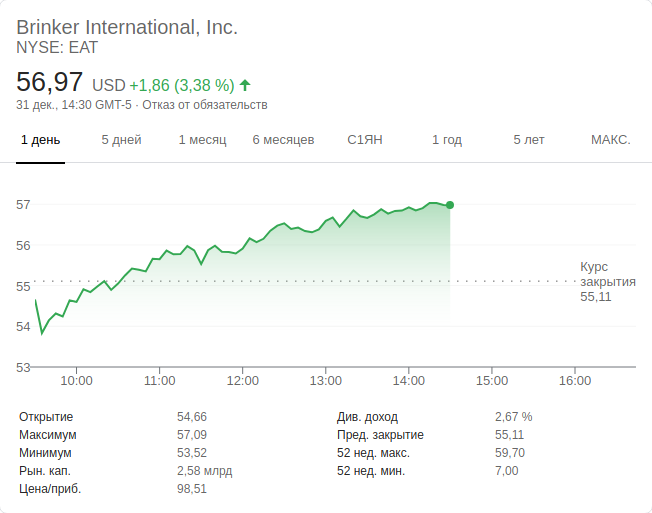 Brinker International, Inc.
NYSE: EAT
56,97 USD +1,86 (3,38 %)
31 дек., 14:30 GMT-5 · Отказ от обязательств
1 день 5 дней 1 месяц 6 месяцев С1ЯН 1 год 5 лет МАКС.
57
56
55
54
53
Курс
закрытия
55,11
10:00 11:00 12:00 13:00 14:00 15:00 16:00
Открытие 54,66 Див. доход 2,67 %
Максимум 57,09 Пред. закрытие 55,11
Минимум 53,52 52 нед. макс. 59,70
Рын. кап. 2,58 млрд 52 нед. мин. 7,00
Цена/приб. 98,51